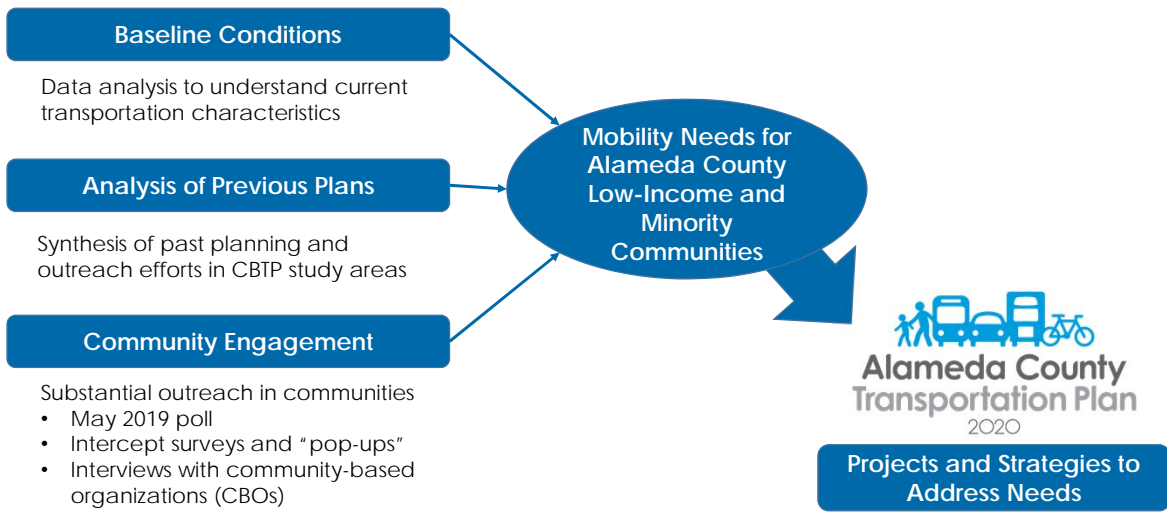 Baseline Conditions
Data analysis to understand current
transportation characteristics
Analysis of Previous Plans
Synthesis of past planning and
outreach efforts in CBTP study areas
Community Engagement
Substantial outreach in communities
• May 2019 poll
• Intercept surveys and “pop-ups”
• Interviews with community-based
organizations (CBOs)
Mobility Needs for
Alameda County
Low-Income and
Minority
Communities
Alameda County
Transportation Plan
2020
Projects and Strategies to
Address Needs